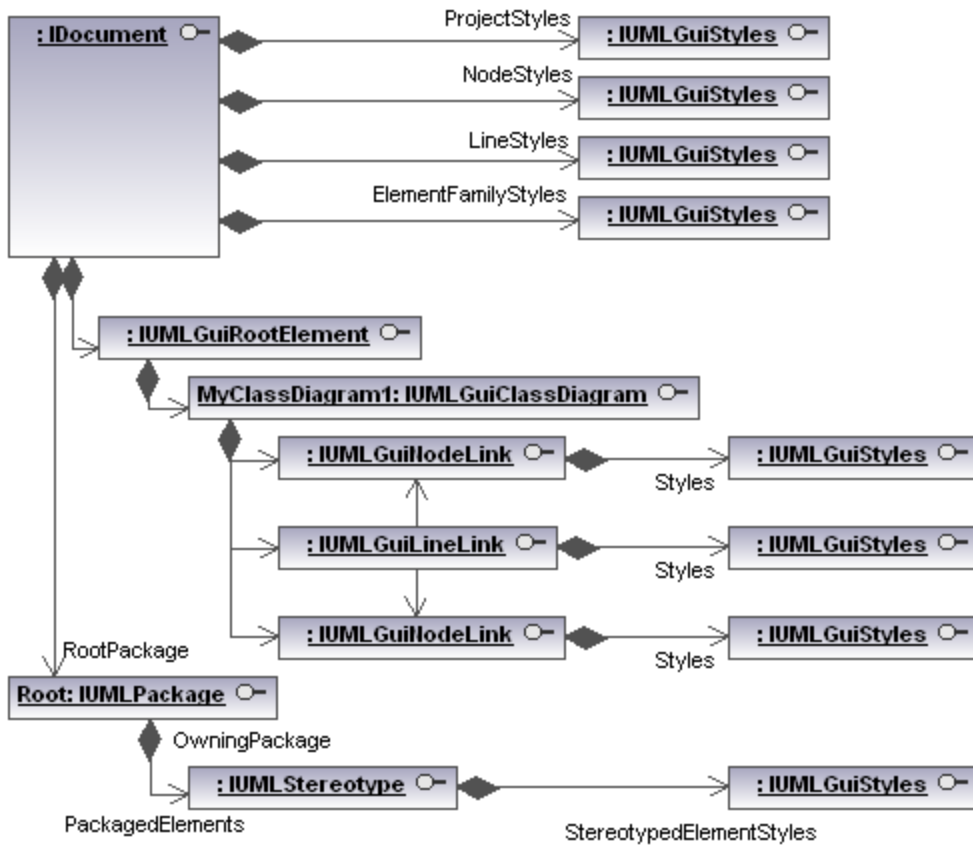 : IDocument
ProjectStyles
: IUMLGuiStyles
NodeStyles
: IUMLGuiStyles
LineStyles
: IUMLGuiStyles
ElementFamilyStyles
: IUMLGuiStyles
: IUMLGuiRootElement
MyClassDiagram1: IUMLGuiClassDiagram
: IUMLGuiNodeLink
Styles
: IUMLGuiStyles
: IUMLGuiLineLink
Styles
: IUMLGuiStyles
: IUMLGuiNodeLink
Styles
: IUMLGuiStyles
RootPackage
Root: IUMLPackage
OwningPackage
: IUMLStereotype
: IUMLGuiStyles
PackagedElements
StereotypedElementStyles